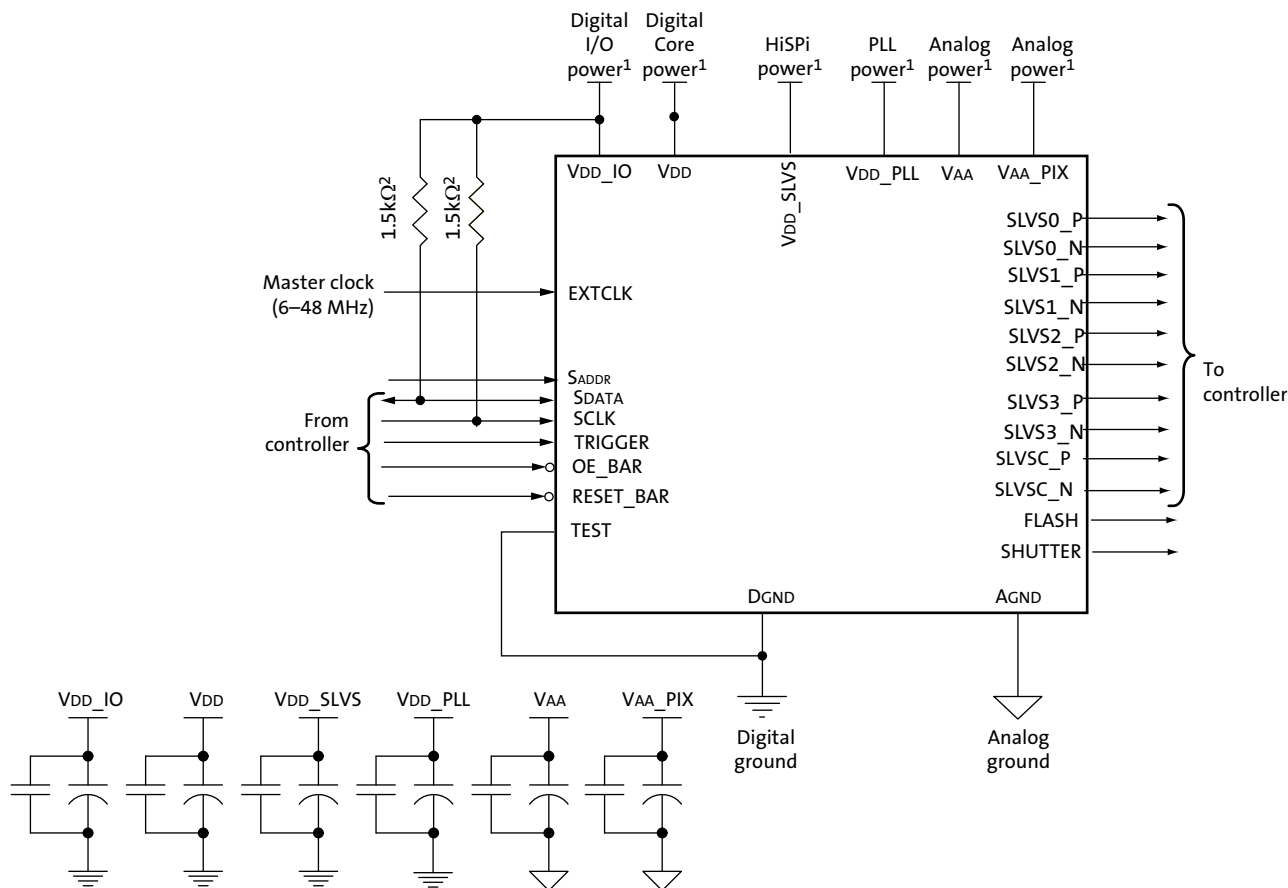 Digital
I/O
power1
Digital
Core
power1
HiSPi
power1
PLL
power1
Analog
power1
Analog
power1
VDD_IO
VDD
VDD_SLVS
VDD_PLL
VAA
VAA_PIX
1.5kΩ2
1.5kΩ2
Master clock
(6–48 MHz)
EXTCLK
SADDR
SDATA
SCLK
TRIGGER
OE_BAR
RESET_BAR
TEST
From
controller
SLVS0_P
SLVS0_N
SLVS1_P
SLVS1_N
SLVS2_P
SLVS2_N
SLVS3_P
SLVS3_N
SLVSC_P
SLVSC_N
FLASH
SHUTTER
To
controller
DGND
AGND
Digital
ground
Analog
ground
VDD_IO
VDD
VDD_SLVS
VDD_PLL
VAA
VAA_PIX